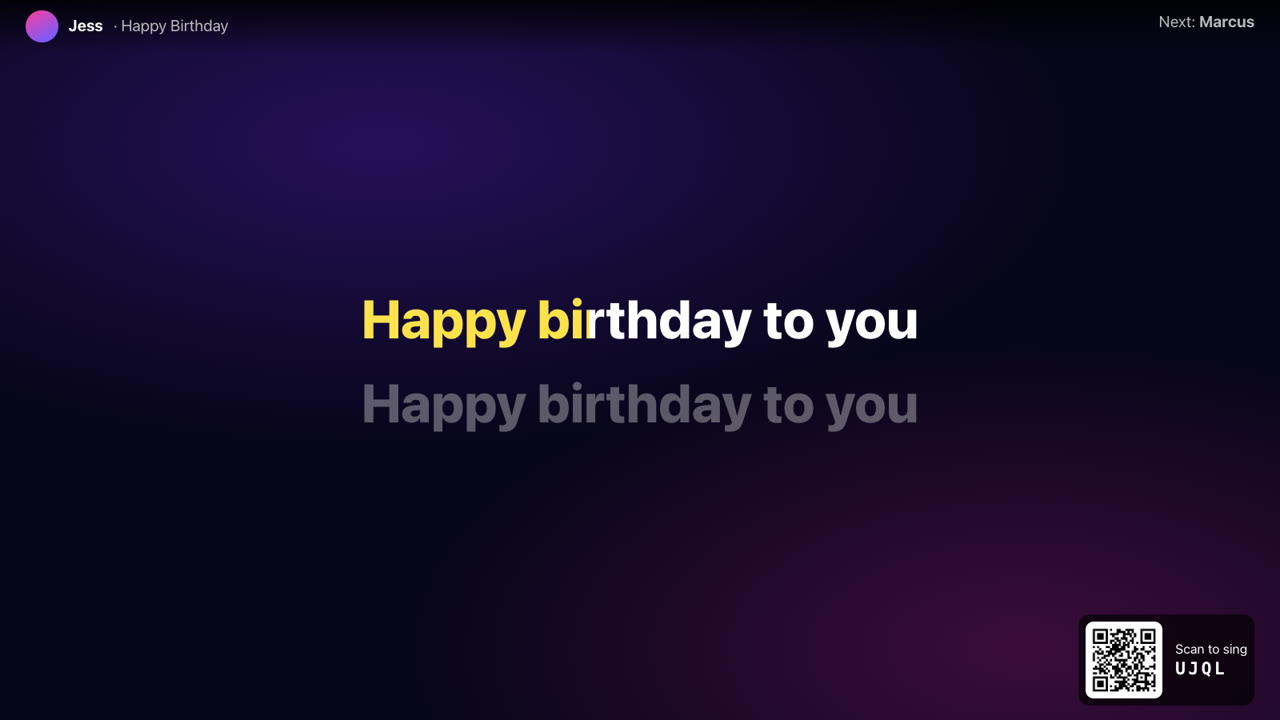 Jess · Happy Birthday
Next: Marcus
Happy birthday to you
Happy birthday to you
Scan to sing
UJQL